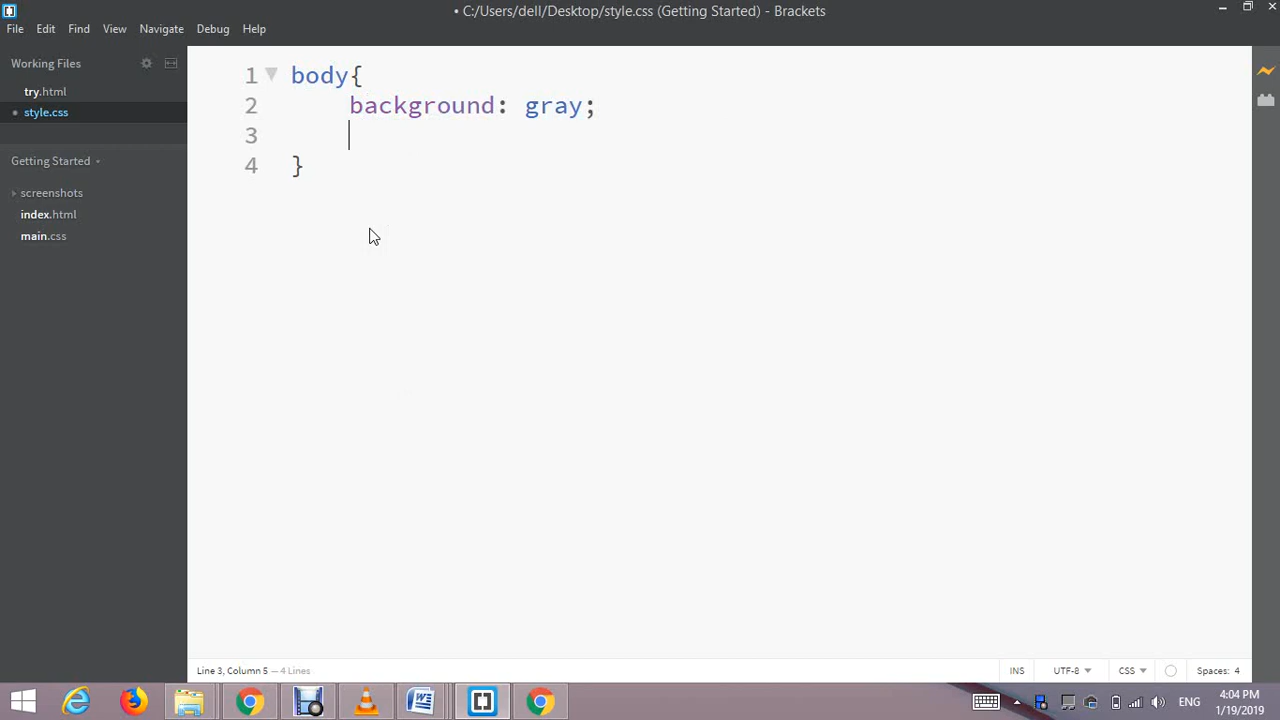 • C:/Users/dell/Desktop/style.css (Getting Started) - Brackets
File Edit Find View Navigate Debug Help
Working Files
try.html
• style.css
Getting Started
screenshots
index.html
main.css
1 body{
2 background: gray;
3
4 }
Line 3, Column 5 — 4 Lines
INS UTF-8 CSS Spaces: 4
ENG
4:04 PM
1/19/2019